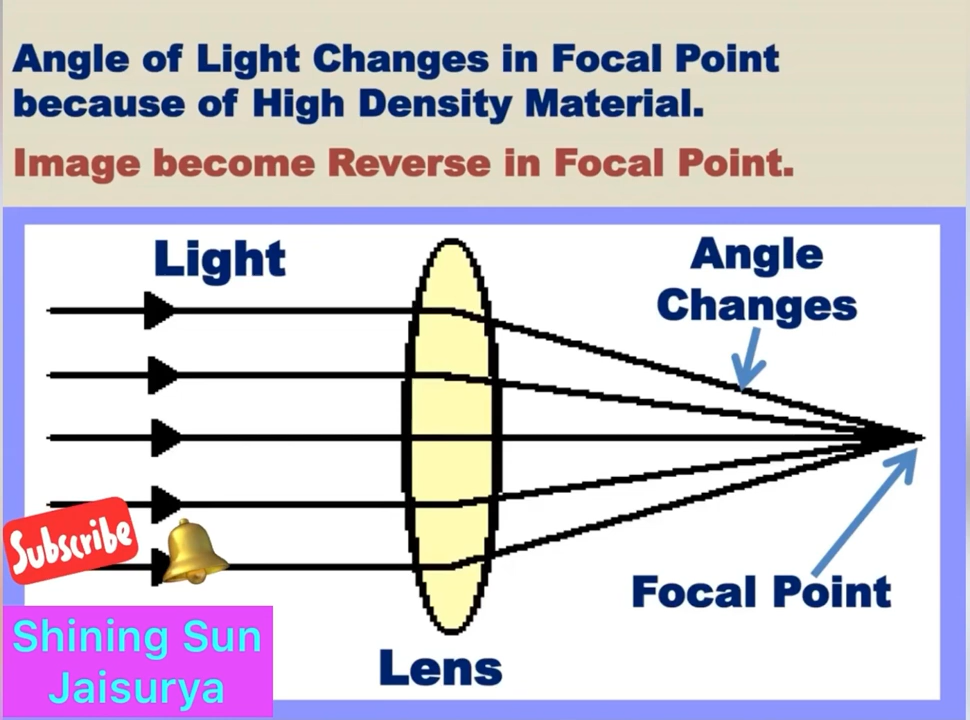 Angle of Light Changes in Focal Point
because of High Density Material.
Image become Reverse in Focal Point.
Light
Angle
Changes
Subscribe
Focal Point
Shining Sun
Jaisurya
Lens